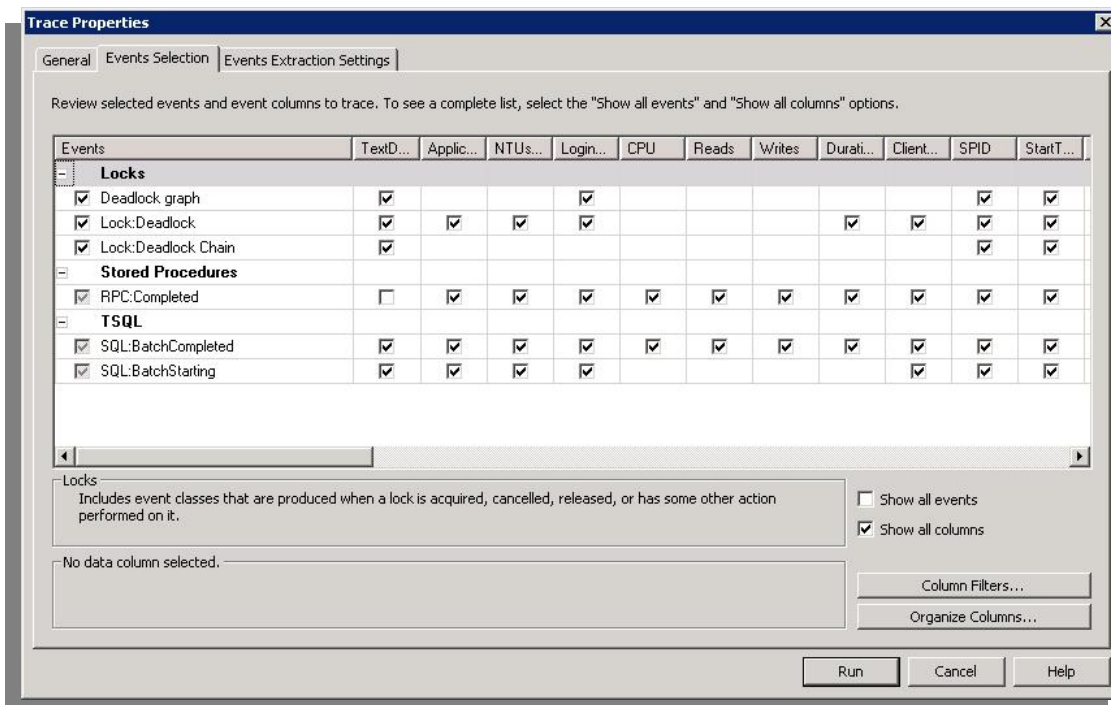 Trace Properties
General Events Selection Events Extraction Settings
Review selected events and event columns to trace. To see a complete list, select the "Show all events" and "Show all columns" options.
Events TextD... Applic... NTUs... Login... CPU Reads Writes Durati... Client... SPID StartT...
Locks
Deadlock graph
Lock:Deadlock
Lock:Deadlock Chain
Stored Procedures
RPC:Completed
TSQL
SQL:BatchCompleted
SQL:BatchStarting
Locks
Includes event classes that are produced when a lock is acquired, cancelled, released, or has some other action
performed on it.
Show all events
Show all columns
No data column selected.
Column Filters...
Organize Columns...
Run Cancel Help